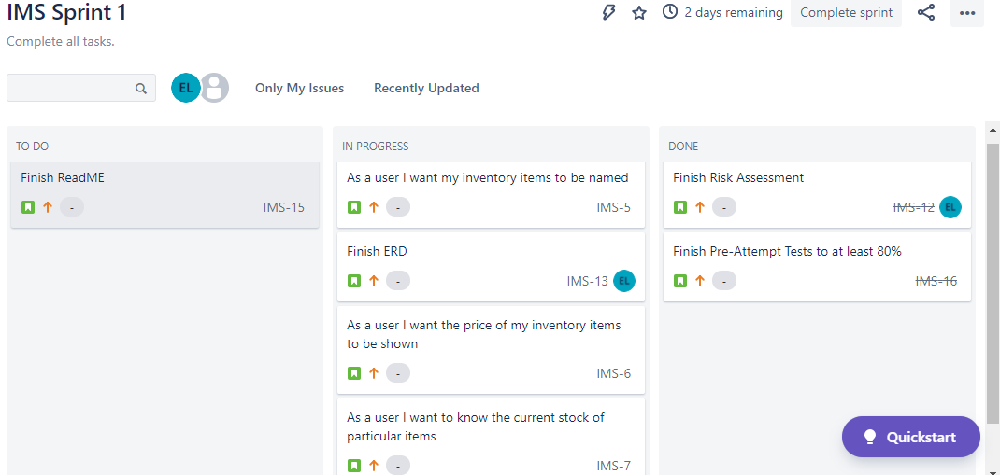 IMS Sprint 1
2 days remaining
Complete sprint
Complete all tasks.
EL
Only My Issues
Recently Updated
TO DO
Finish ReadME
-
IMS-15
IN PROGRESS
As a user I want my inventory items to be named
-
IMS-5
Finish ERD
-
IMS-13
EL
As a user I want the price of my inventory items
to be shown
-
IMS-6
As a user I want to know the current stock of
particular items
-
IMS-7
DONE
Finish Risk Assessment
-
IMS-12
EL
Finish Pre-Attempt Tests to at least 80%
-
IMS-16
Quickstart